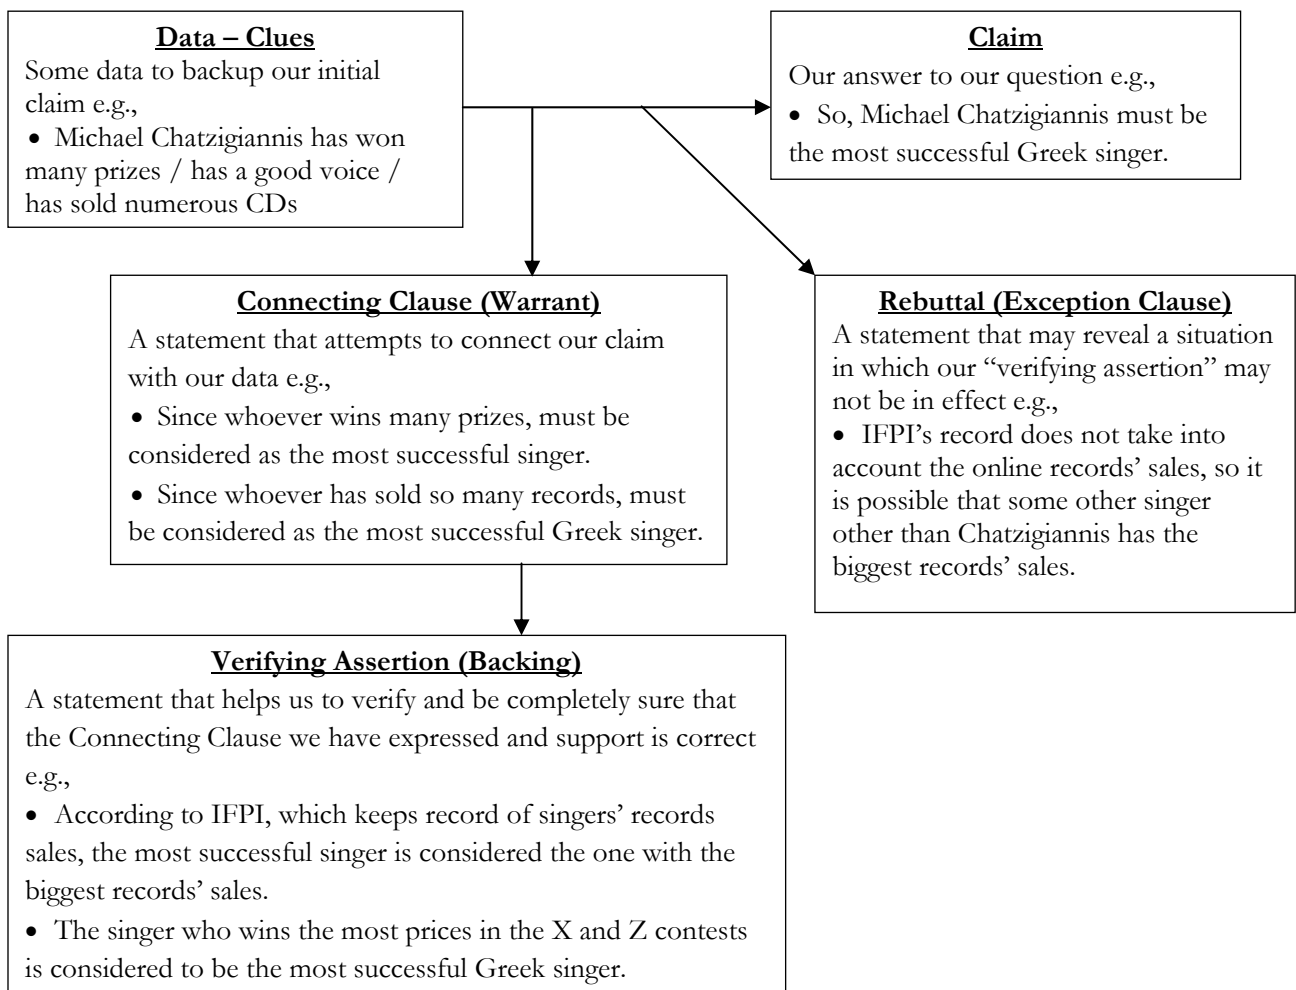 Data – Clues
Some data to backup our initial
claim e.g.,
• Michael Chatzigiannis has won
many prizes / has a good voice /
has sold numerous CDs
Claim
Our answer to our question e.g.,
• So, Michael Chatzigiannis must be
the most successful Greek singer.
Connecting Clause (Warrant)
A statement that attempts to connect our claim
with our data e.g.,
• Since whoever wins many prizes, must be
considered as the most successful singer.
• Since whoever has sold so many records, must
be considered as the most successful Greek singer.
Rebuttal (Exception Clause)
A statement that may reveal a situation
in which our “verifying assertion” may
not be in effect e.g.,
• IFPI’s record does not take into
account the online records’ sales, so it
is possible that some other singer
other than Chatzigiannis has the
biggest records’ sales.
Verifying Assertion (Backing)
A statement that helps us to verify and be completely sure that
the Connecting Clause we have expressed and support is correct
e.g.,
• According to IFPI, which keeps record of singers’ records
sales, the most successful singer is considered the one with the
biggest records’ sales.
• The singer who wins the most prices in the X and Z contests
is considered to be the most successful Greek singer.